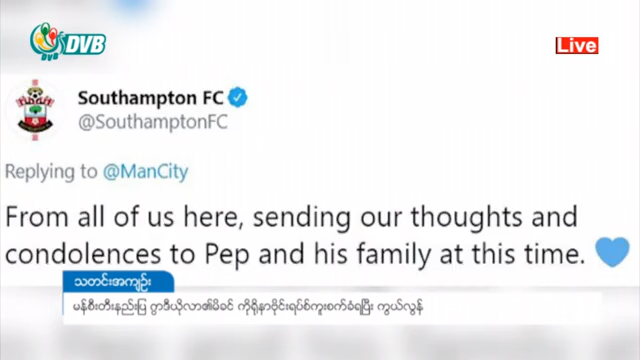 DVB
DVB
Live
Southampton FC
@SouthamptonFC
Replying to @ManCity
From all of us here, sending our thoughts and
condolences to Pep and his family at this time. 💙
သတင်းအကျဉ်း
မန်စီးတီးနည်းပြ ဂွာဒီယိုလာ၏မိခင် ကိုရိုနာဗိုင်းရပ်စ်ကူးစက်ခံရပြီး ကွယ်လွန်